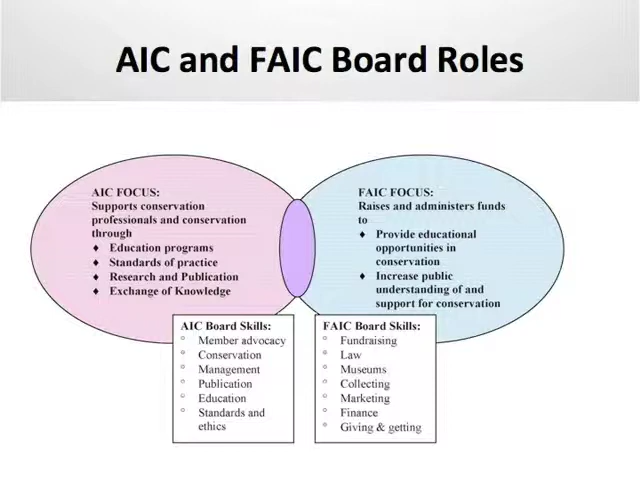 AIC and FAIC Board Roles
AIC FOCUS:
Supports conservation
professionals and conservation
through
♦ Education programs
♦ Standards of practice
♦ Research and Publication
♦ Exchange of Knowledge
FAIC FOCUS:
Raises and administers funds
to
♦ Provide educational
opportunities in
conservation
♦ Increase public
understanding of and
support for conservation
AIC Board Skills:
° Member advocacy
° Conservation
° Management
° Publication
° Education
° Standards and
ethics
FAIC Board Skills:
° Fundraising
° Law
° Museums
° Collecting
° Marketing
° Finance
° Giving & getting